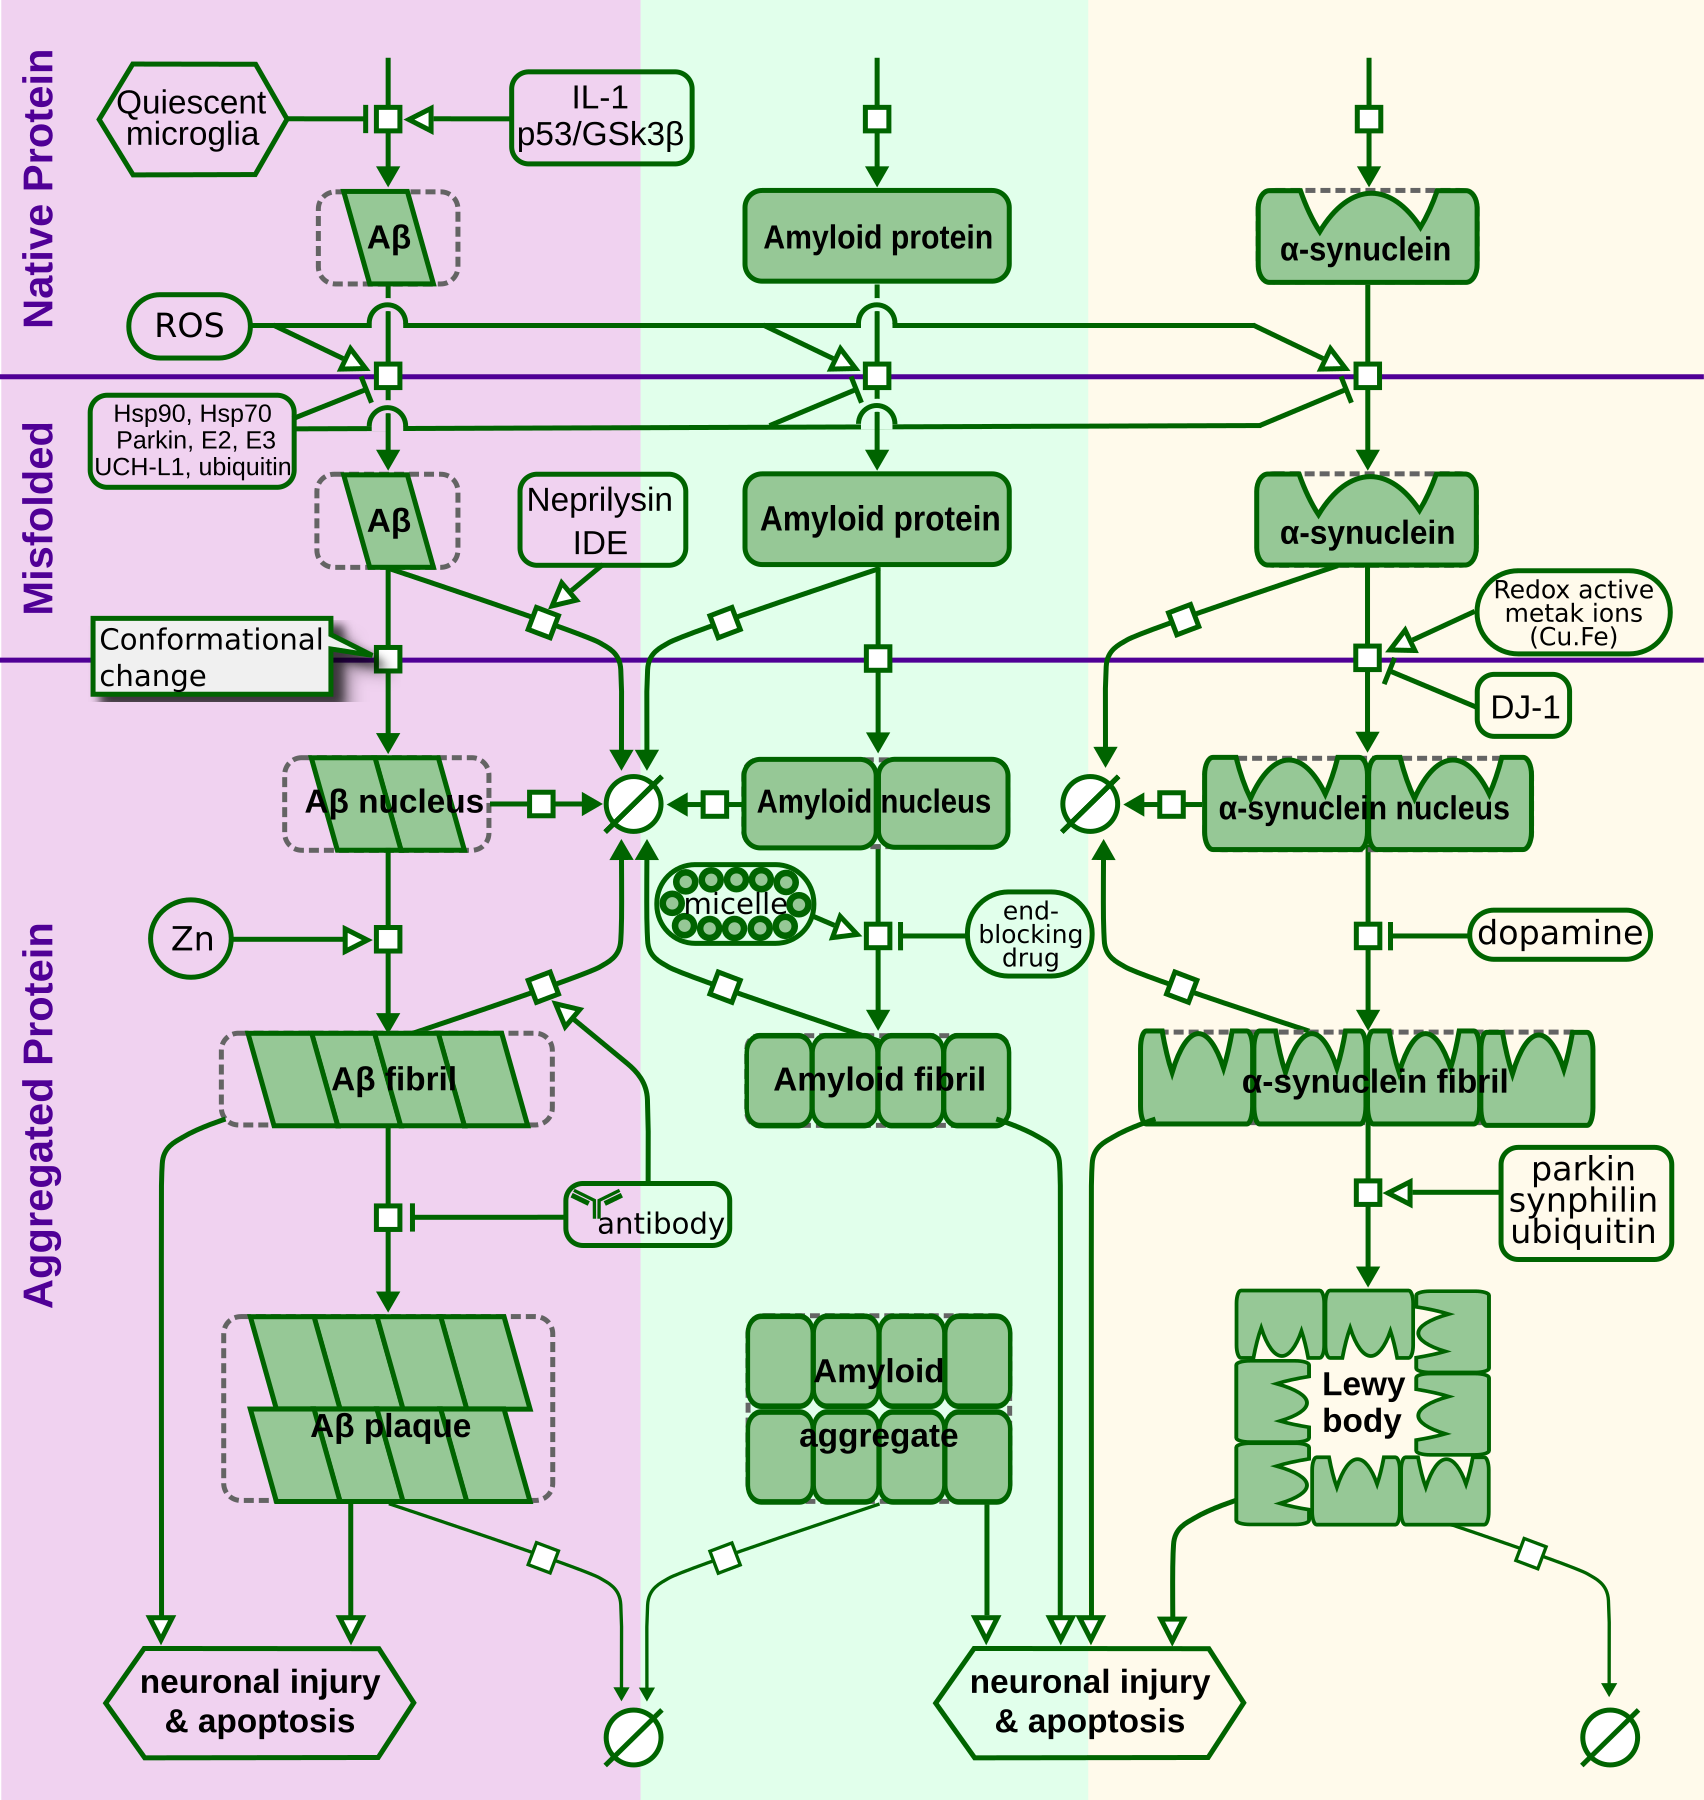 Native Protein
Misfolded
Aggregated Protein
Quiescent
microglia
IL-1
p53/GSk3β
Aβ
Amyloid protein
α-synuclein
ROS
Hsp90, Hsp70
Parkin, E2, E3
UCH-L1, ubiquitin
Aβ
Neprilysin
IDE
Amyloid protein
α-synuclein
Redox active
metak ions
(Cu.Fe)
Conformational
change
DJ-1
Aβ nucleus
Amyloid nucleus
α-synuclein nucleus
Zn
micelle
end-
blocking
drug
dopamine
Aβ fibril
Amyloid fibril
α-synuclein fibril
antibody
parkin
synphilin
ubiquitin
Aβ plaque
Amyloid
aggregate
Lewy
body
neuronal injury
& apoptosis
neuronal injury
& apoptosis